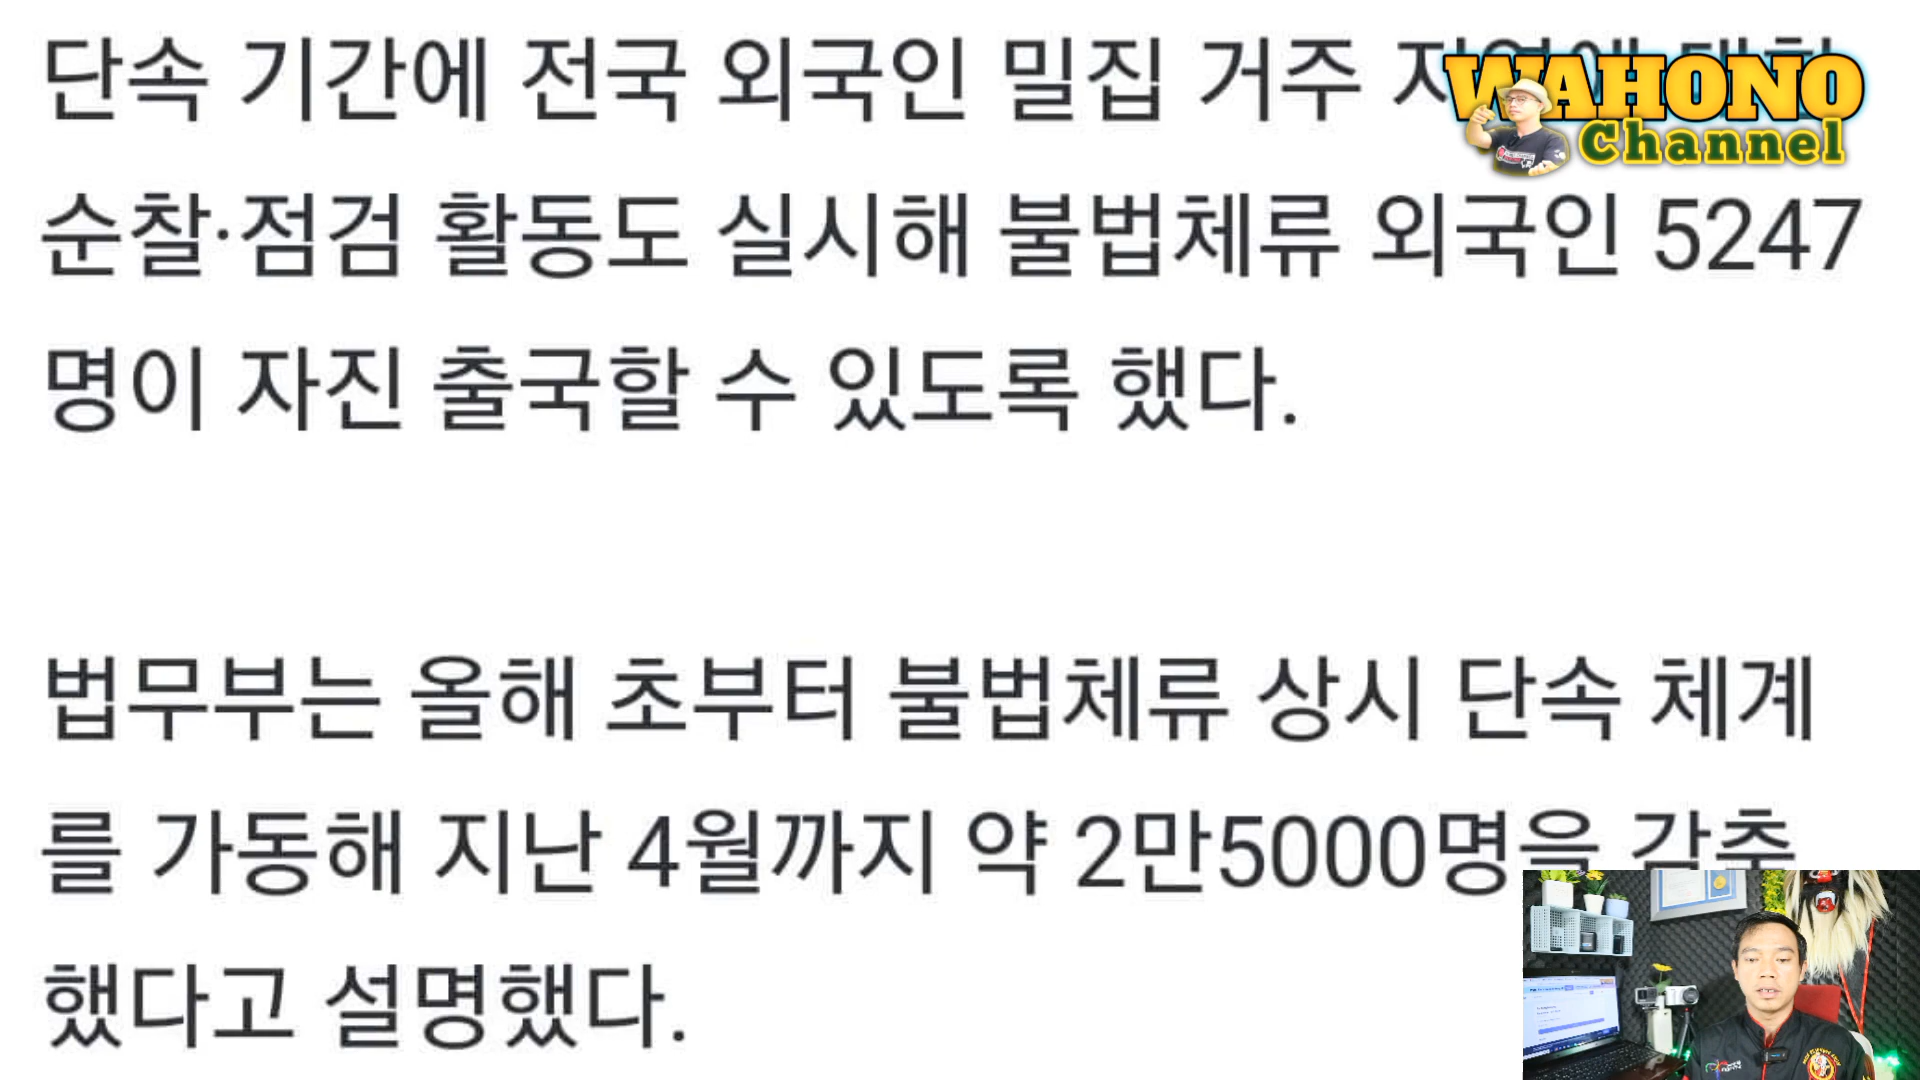 단속 기간에 전국 외국인 밀집 거주 
WAHONO
Channel
순찰·점검 활동도 실시해 불법체류 외국인 5247
명이 자진 출국할 수 있도록 했다.
법무부는 올해 초부터 불법체류 상시 단속 체계
를 가동해 지난 4월까지 약 2만5000명을 감축
했다고 설명했다.